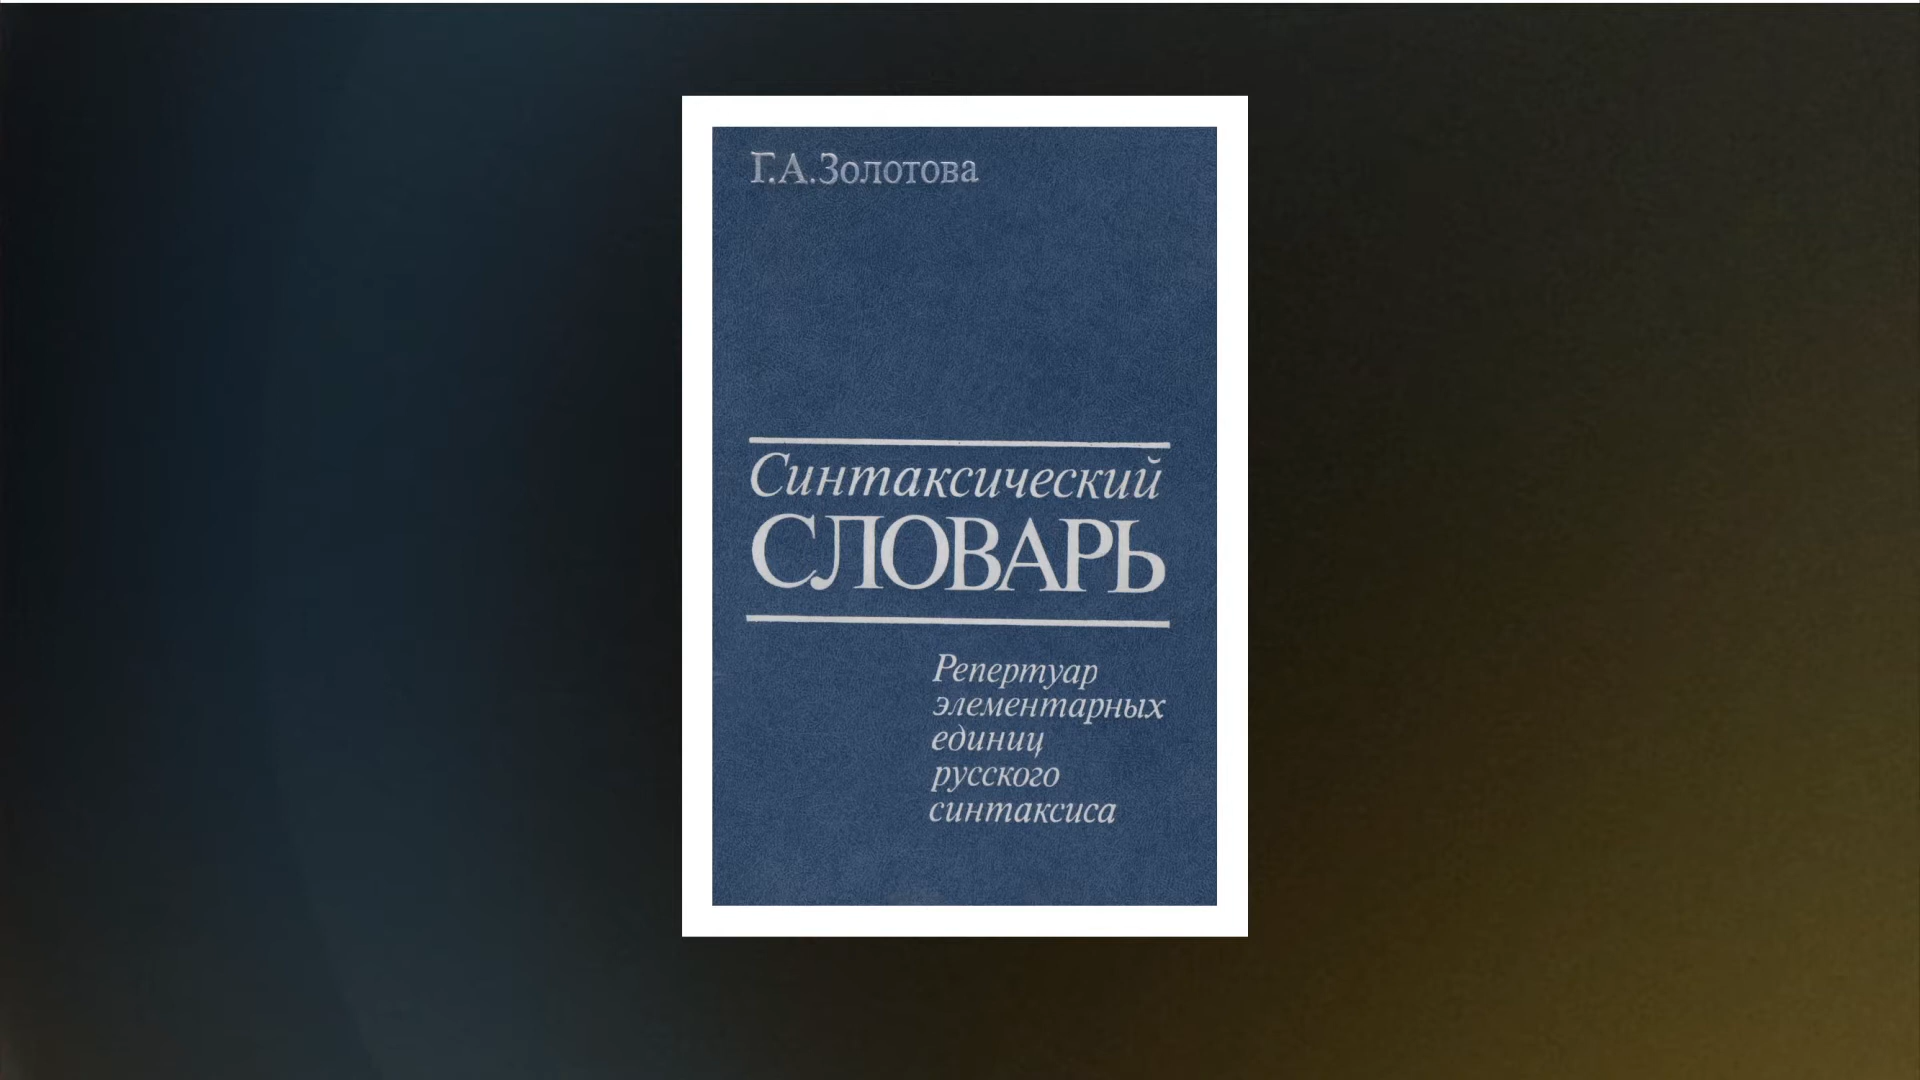 Г.А.Золотова
Синтаксический
СЛОВАРЬ
Репертуар
элементарных
единиц
русского
синтаксиса